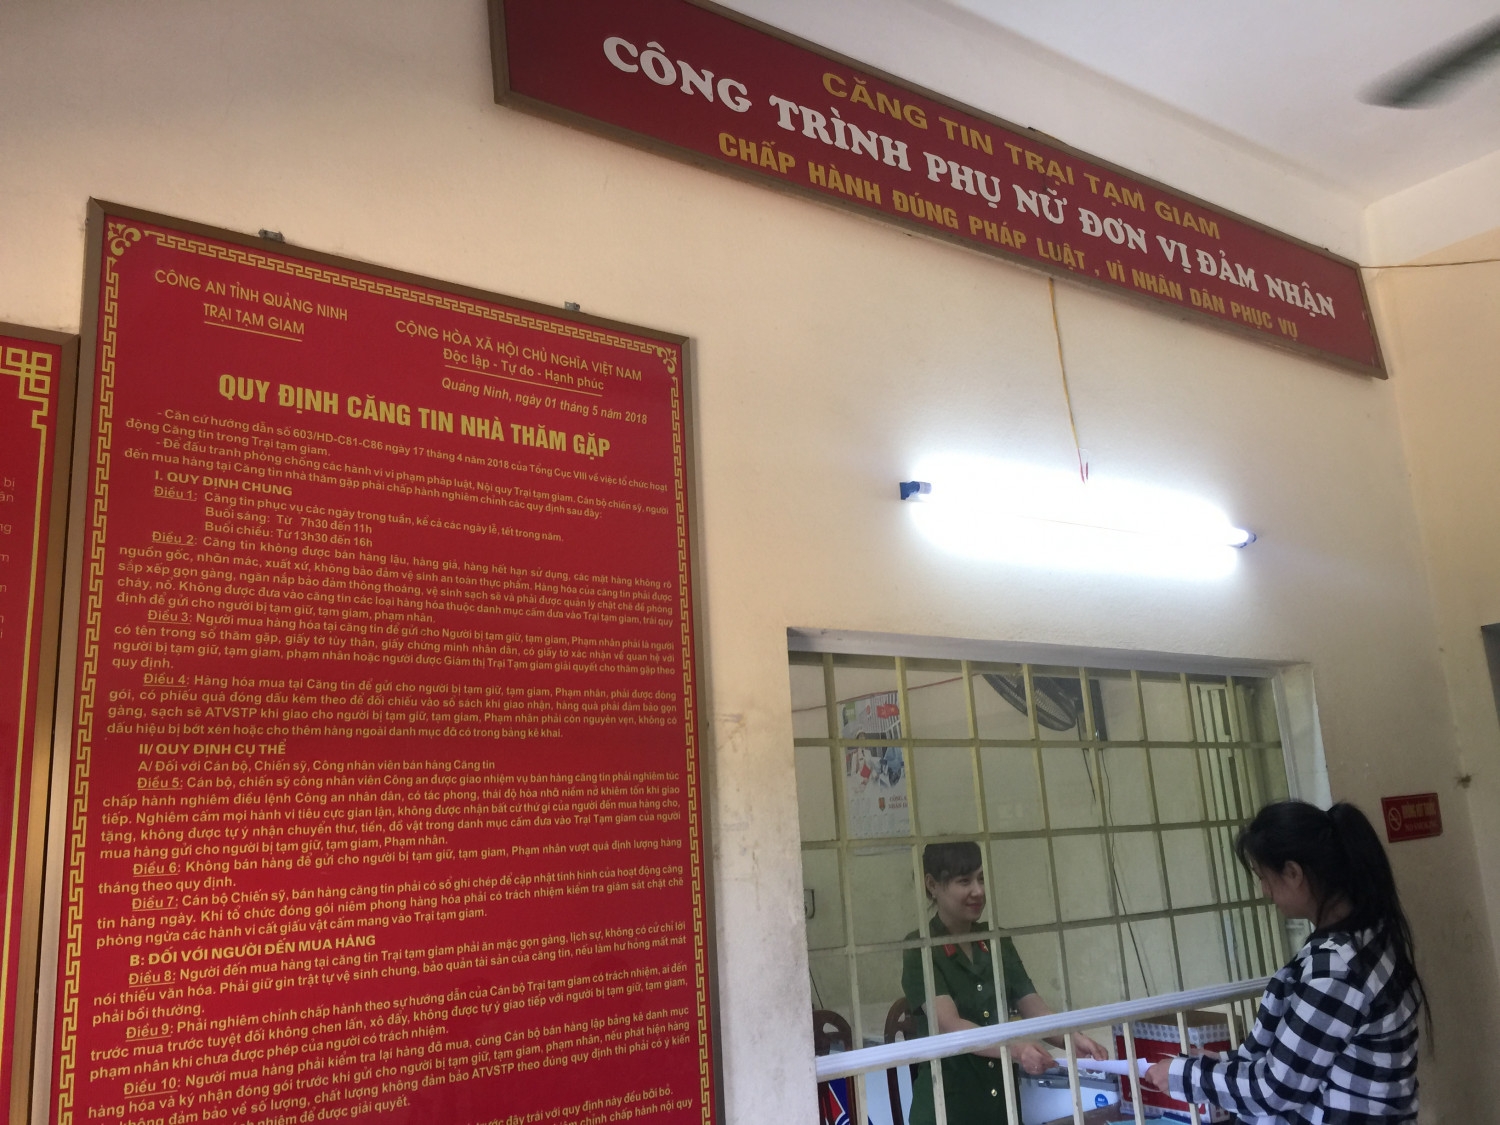 CĂNG TIN TRẠI TẠM GIAM
CÔNG TRÌNH PHỤ NỮ ĐƠN VỊ ĐẢM NHẬN
CHẤP HÀNH ĐÚNG PHÁP LUẬT , VÌ NHÂN DÂN PHỤC VỤ
CÔNG AN TỈNH QUẢNG NINH
TRẠI TẠM GIAM
CỘNG HÒA XÃ HỘI CHỦ NGHĨA VIỆT NAM
Độc lập - Tự do - Hạnh phúc
Quảng Ninh, ngày 01 tháng 5 năm 2018
QUY ĐỊNH CĂNG TIN NHÀ THĂM GẶP
- Căn cứ hướng dẫn số 603/HD-C81-C86 ngày 17 tháng 4 năm 2018 của Tổng Cục VIII về việc tổ chức hoạt
động Căng tin trong Trại tạm giam.
- Để đấu tranh phòng chống các hành vi vi phạm pháp luật, Nội quy Trại tạm giam. Cán bộ chiến sỹ, người
đến mua hàng tại Căng tin nhà thăm gặp phải chấp hành nghiêm chỉnh các quy định sau đây:
I. QUY ĐỊNH CHUNG
Điều 1: Căng tin phục vụ các ngày trong tuần, kể cả các ngày lễ, tết trong năm.
Buổi sáng: Từ 7h30 đến 11h
Buổi chiều: Từ 13h30 đến 16h
Điều 2: Căng tin không được bán hàng lậu, hàng giả, hàng hết hạn sử dụng, các mặt hàng không rõ
nguồn gốc, nhãn mác, xuất xứ, không bảo đảm vệ sinh an toàn thực phẩm. Hàng hóa của căng tin phải được
sắp xếp gọn gàng, ngăn nắp bảo đảm thông thoáng, vệ sinh sạch sẽ và phải được quản lý chặt chẽ đề phòng
cháy, nổ. Không được đưa vào căng tin các loại hàng hóa thuộc danh mục cấm đưa vào Trại tạm giam, trái quy
định để gửi cho người bị tạm giữ, tạm giam, phạm nhân.
Điều 3: Người mua hàng hóa tại căng tin để gửi cho Người bị tạm giữ, tạm giam, Phạm nhân phải là người
có tên trong sổ thăm gặp, giấy tờ tùy thân, giấy chứng minh nhân dân, có giấy tờ xác nhận về quan hệ với
người bị tạm giữ, tạm giam, phạm nhân hoặc người được Giám thị Trại Tạm giam giải quyết cho thăm gặp theo
quy định.
Điều 4: Hàng hóa mua tại Căng tin để gửi cho người bị tạm giữ, tạm giam, Phạm nhân, phải được đóng
gói, có phiếu quà đóng dấu kèm theo để đối chiếu vào sổ sách khi giao nhận, hàng quà phải đảm bảo gọn
gàng, sạch sẽ ATVSTP khi giao cho người bị tạm giữ, tạm giam, Phạm nhân phải còn nguyên vẹn, không có
dấu hiệu bị bớt xén hoặc cho thêm hàng ngoài danh mục đã có trong bảng kê khai.
II/ QUY ĐỊNH CỤ THỂ
A/ Đối với Cán bộ, Chiến sỹ, Công nhân viên bán hàng Căng tin
Điều 5: Cán bộ, chiến sỹ công nhân viên Công an được giao nhiệm vụ bán hàng căng tin phải nghiêm túc
chấp hành nghiêm điều lệnh Công an nhân dân, có tác phong, thái độ hòa nhã niềm nở khiêm tốn khi giao
tiếp. Nghiêm cấm mọi hành vi tiêu cực gian lận, không được nhận bất cứ thứ gì của người đến mua hàng cho,
tặng, không được tự ý nhận chuyển thư, tiền, đồ vật trong danh mục cấm đưa vào Trại Tạm giam của người
mua hàng gửi cho người bị tạm giữ, tạm giam, Phạm nhân.
Điều 6: Không bán hàng để gửi cho người bị tạm giữ, tạm giam, Phạm nhân vượt quá định lượng hàng
tháng theo quy định.
Điều 7: Cán bộ Chiến sỹ, bán hàng căng tin phải có sổ ghi chép để cập nhật tình hình của hoạt động căng
tin hàng ngày. Khi tổ chức đóng gói niêm phong hàng hóa phải có trách nhiệm kiểm tra giám sát chặt chẽ
phòng ngừa các hành vi cất giấu vật cấm mang vào Trại tạm giam.
B: ĐỐI VỚI NGƯỜI ĐẾN MUA HÀNG
Điều 8: Người đến mua hàng tại căng tin Trại tạm giam phải ăn mặc gọn gàng, lịch sự, không có cử chỉ lời
nói thiếu văn hóa. Phải giữ gìn trật tự vệ sinh chung, bảo quản tài sản của căng tin, nếu làm hư hỏng mất mát
phải bồi thường.
Điều 9: Phải nghiêm chỉnh chấp hành theo sự hướng dẫn của Cán bộ Trại tạm giam có trách nhiệm, ai đến
trước mua trước tuyệt đối không chen lấn, xô đẩy, không được tự ý giao tiếp với người bị tạm giữ, tạm giam,
phạm nhân khi chưa được phép của người có trách nhiệm.
Điều 10: Người mua hàng phải kiểm tra lại hàng đã mua, cùng Cán bộ bán hàng lập bảng kê danh mục
hàng hóa và ký nhận đóng gói trước khi gửi cho người bị tạm giữ, tạm giam, phạm nhân, nếu phát hiện hàng
không đảm bảo về số lượng, chất lượng không đảm bảo ATVSTP theo đúng quy định thì phải có ý kiến
nhiệm để được giải quyết.
trước đây trái với quy định này đều bãi bỏ.
chỉnh chấp hành nội quy